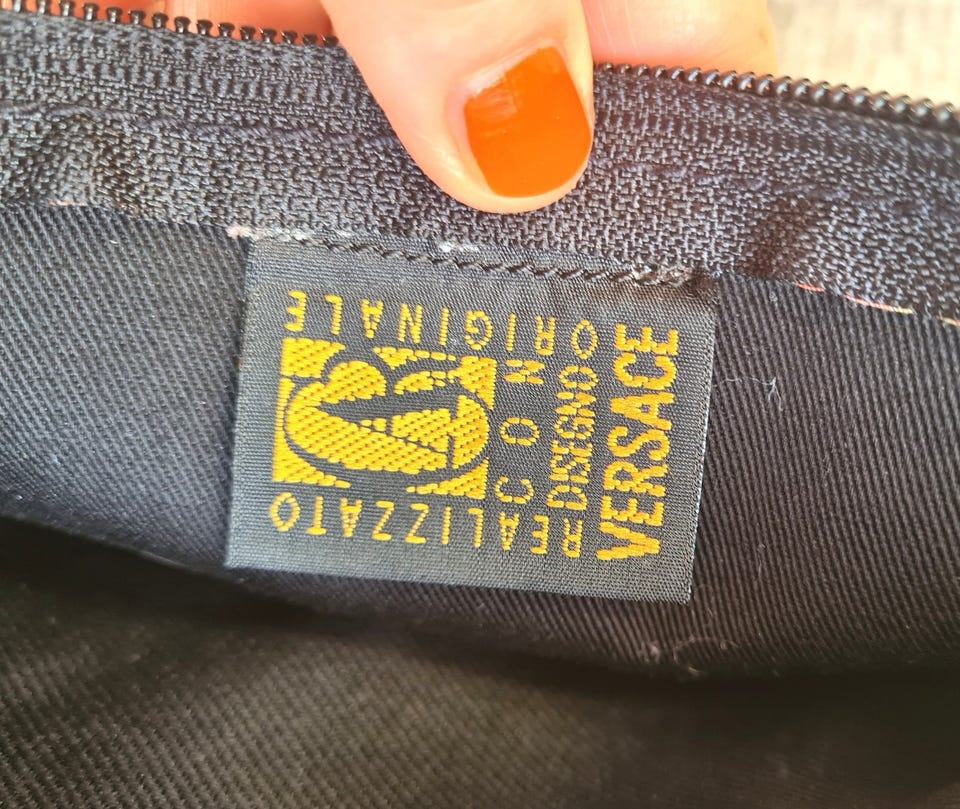 REALIZZATO
CON
DISEGNO
ORIGINALE
VERSACE